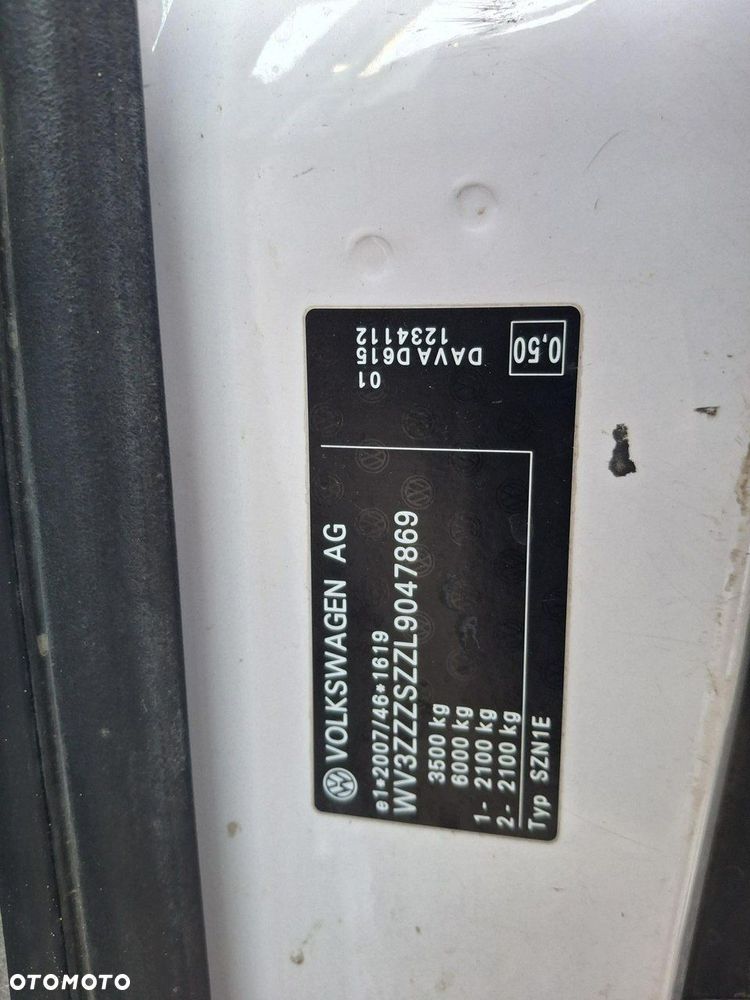 VOLKSWAGEN AG
e1*2007/46*1619
WV3ZZZSZZL9047869
3500 kg
6000 kg
1- 2100 kg
2- 2100 kg
Typ SZN1E
01
1234112
DAVA D615
0,50
OTOMOTO